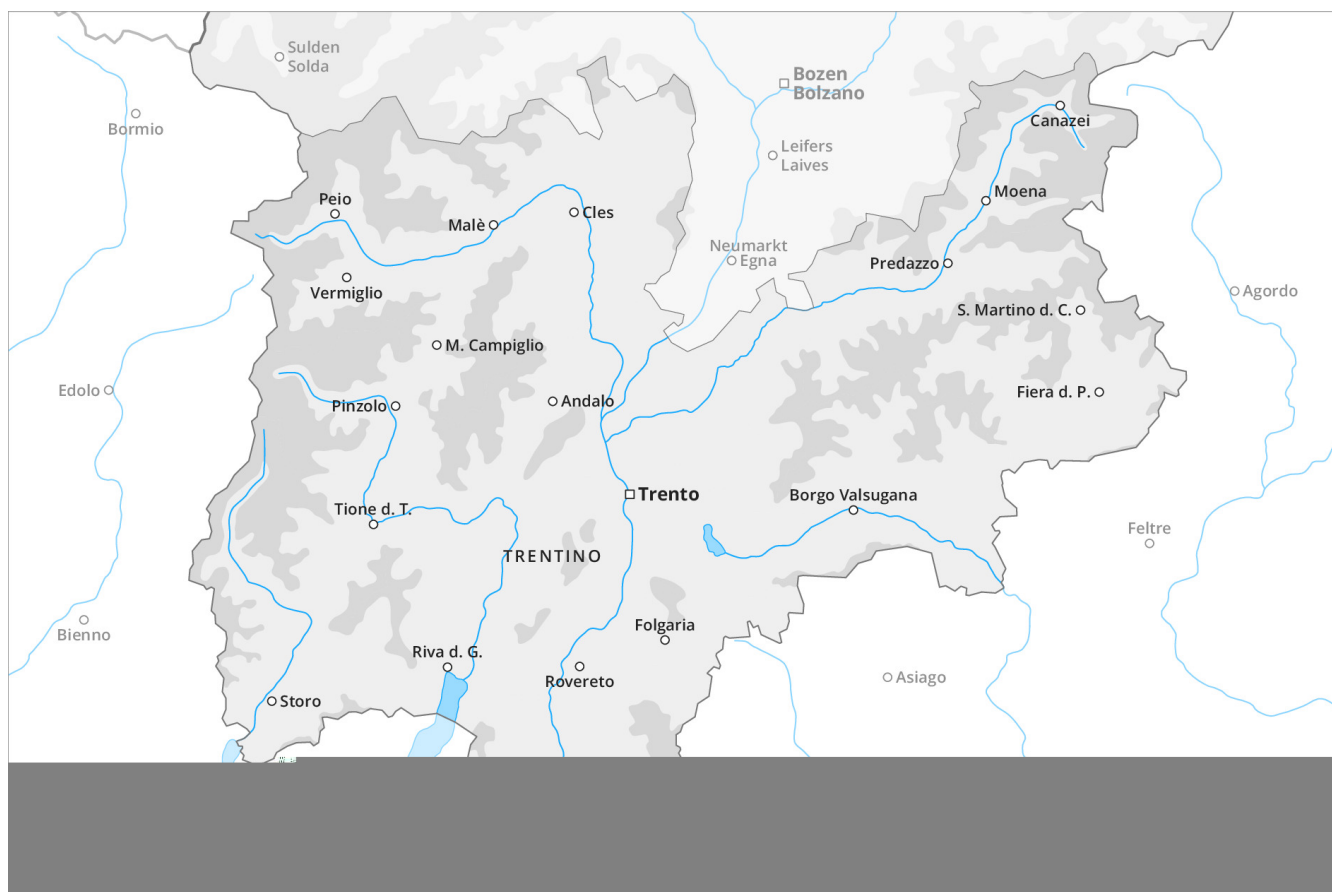 Sulden
Solda
Bozen
Bolzano
Bormio
Canazei
Leifers
Laives
Moena
Peio
Malè
Cles
Neumarkt
Egna
Predazzo
Vermiglio
Agordo
S. Martino d. C.
M. Campiglio
Edolo
Pinzolo
Andalo
Fiera d. P.
Trento
Borgo Valsugana
Tione d. T.
Feltre
TRENTINO
Bienno
Folgaria
Riva d. G.
Rovereto
Asiago
Storo